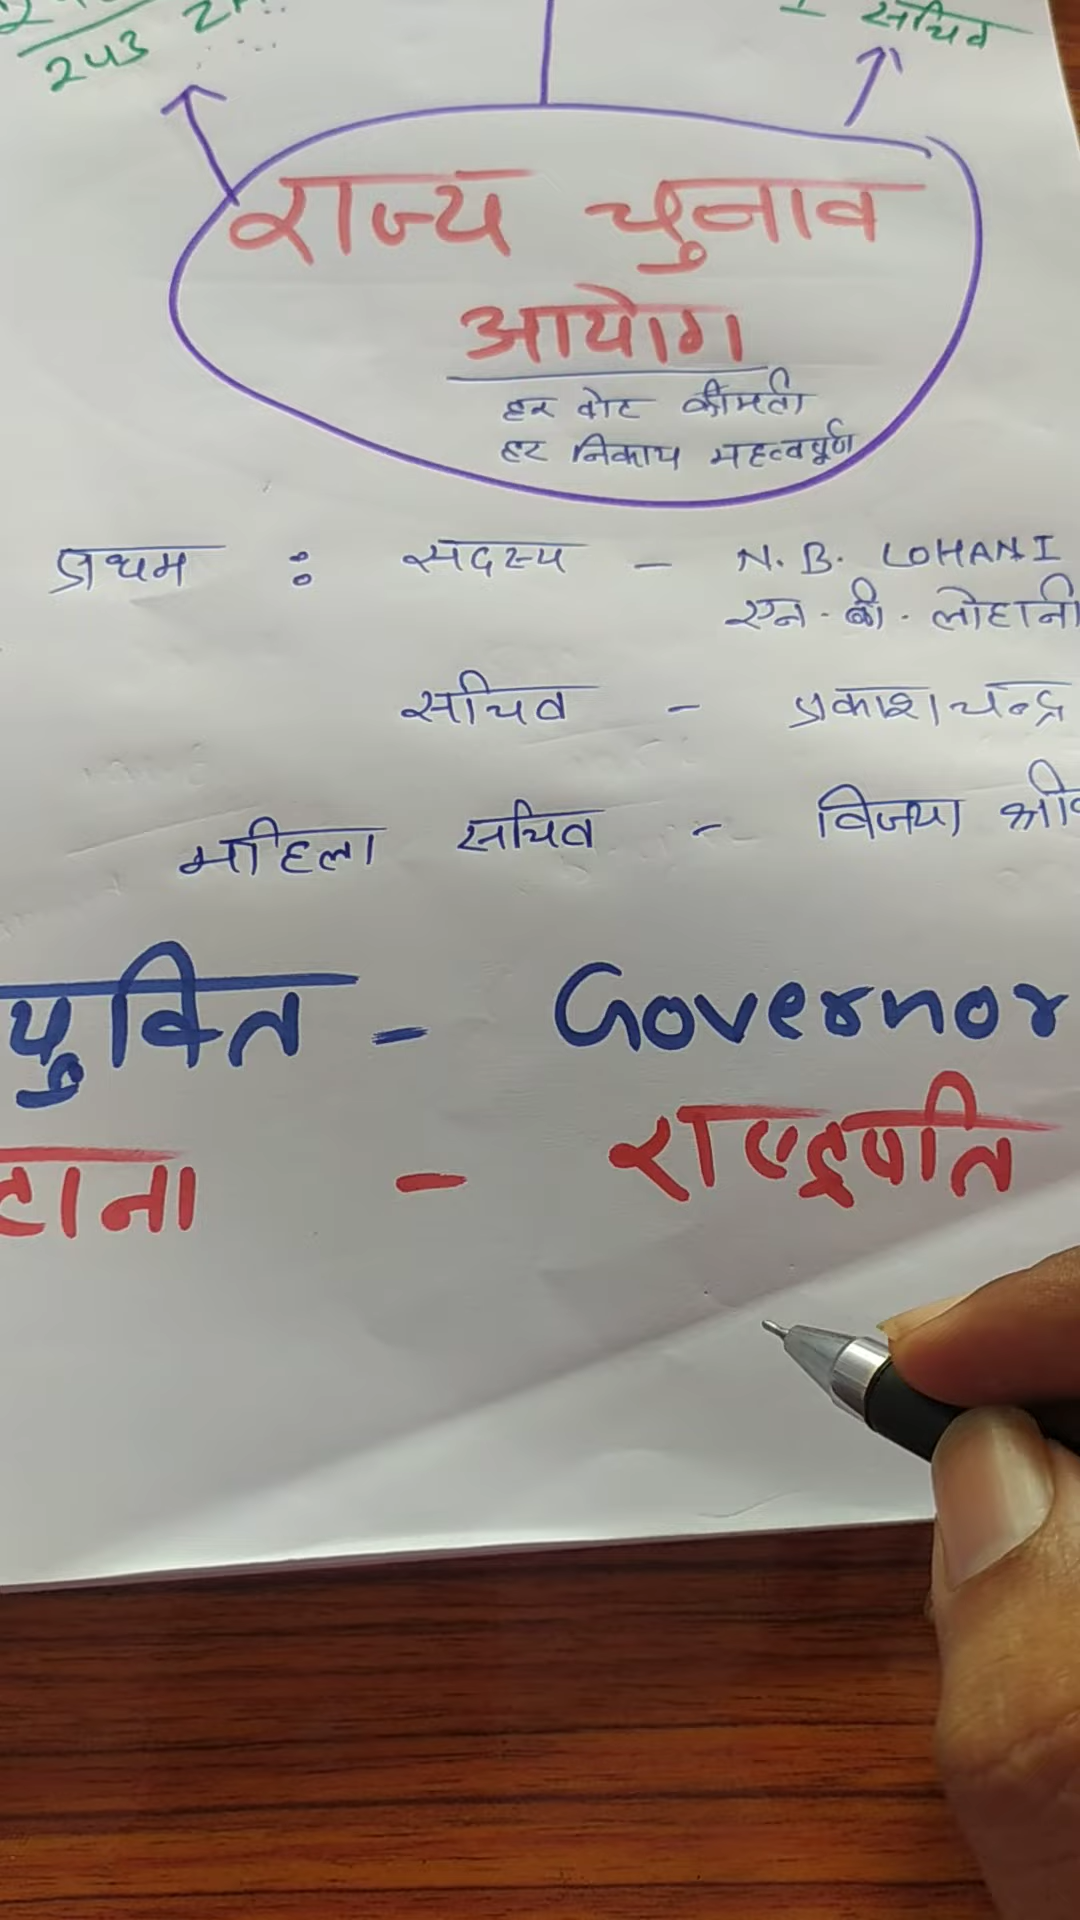 243
I सचिव
राज्य चुनाव
आयोग
हर वोट कीमती
हर निकाय महत्वपूर्ण
प्रथम : सदस्य - N. B. LOHANI
एन. बी. लोहानी
सचिव - प्रकाश चन्द्र
महिला सचिव - विजया
युक्ति - Governor
टाना - राष्ट्रपति